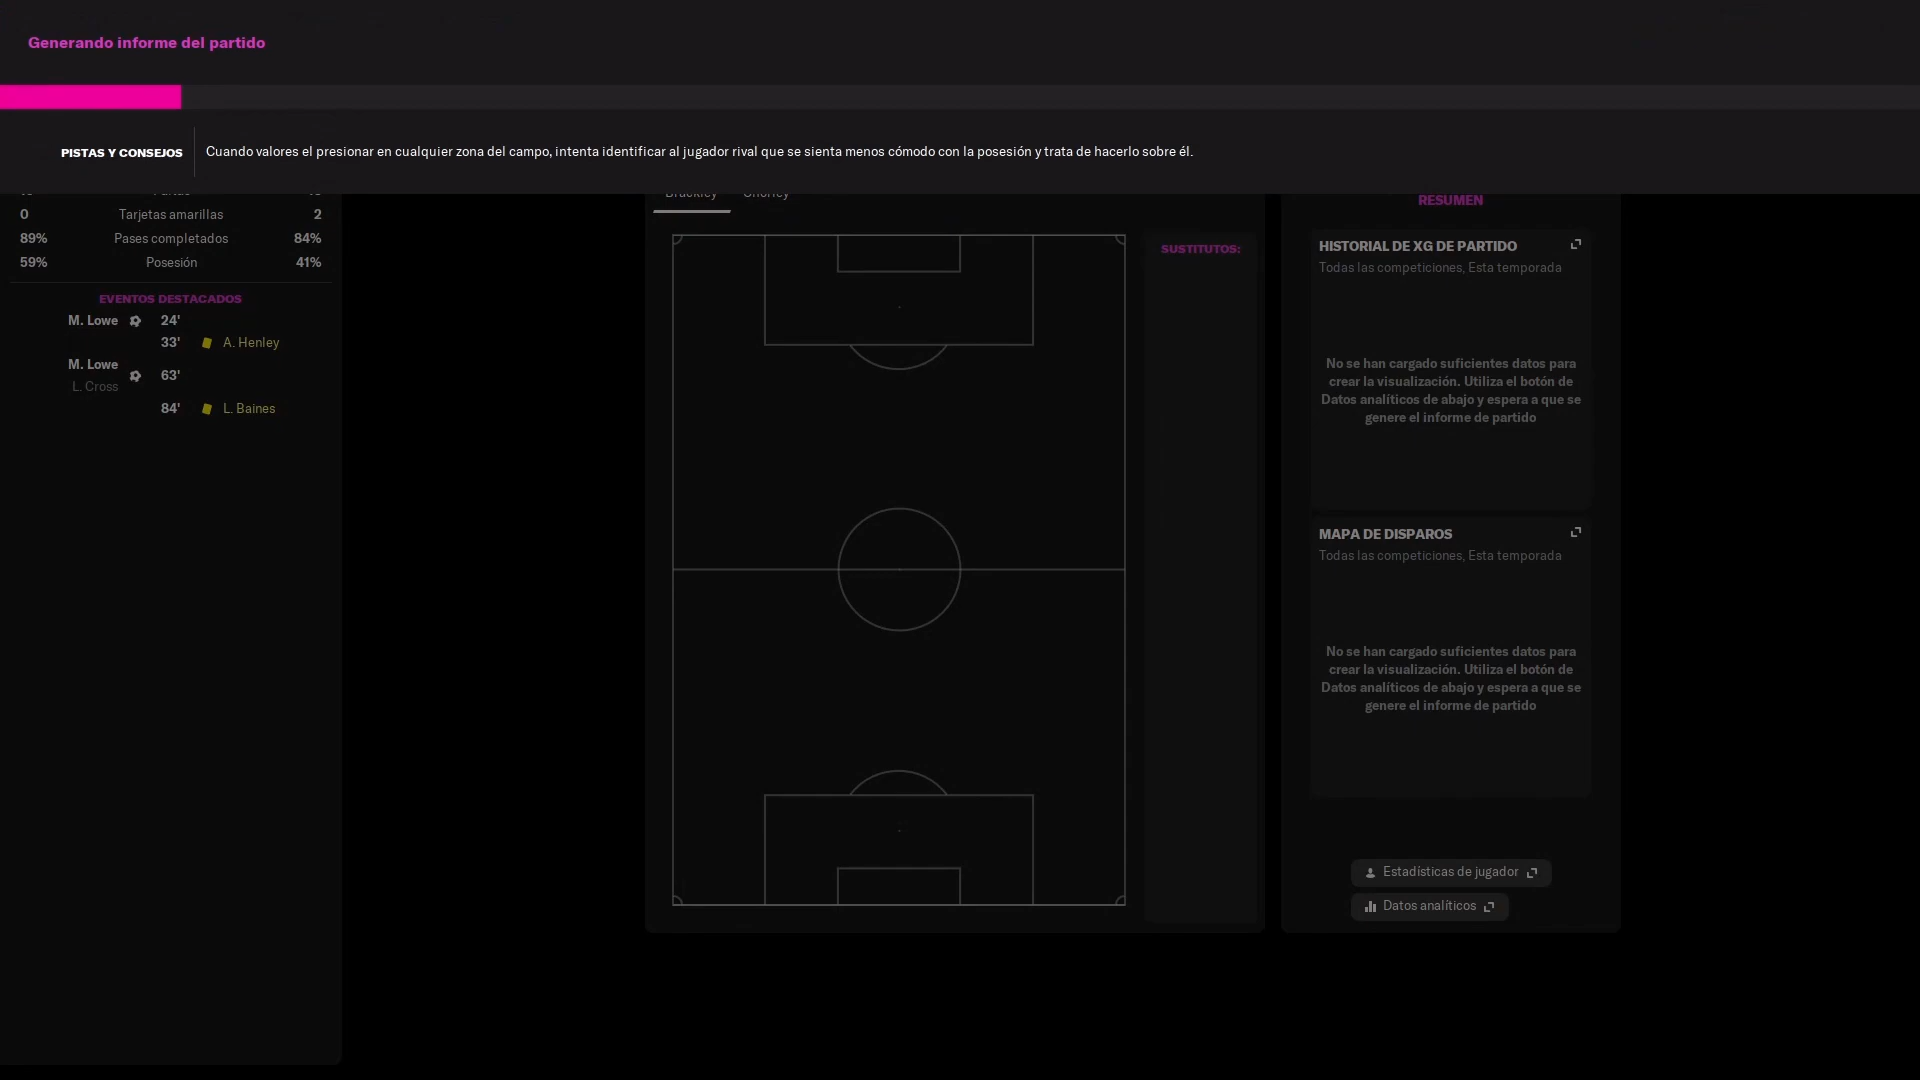 Generando informe del partido
PISTAS Y CONSEJOS
Cuando valores el presionar en cualquier zona del campo, intenta identificar al jugador rival que se sienta menos cómodo con la posesión y trata de hacerlo sobre él.
0 Tarjetas amarillas 2
89% Pases completados 84%
59% Posesión 41%
EVENTOS DESTACADOS
M. Lowe 24'
33' A. Henley
M. Lowe
L. Cross
63'
84' L. Baines
Brackley Chorley
SUSTITUTOS:
RESUMEN
HISTORIAL DE XG DE PARTIDO
Todas las competiciones, Esta temporada
No se han cargado suficientes datos para
crear la visualización. Utiliza el botón de
Datos analíticos de abajo y espera a que se
genere el informe de partido
MAPA DE DISPAROS
Todas las competiciones, Esta temporada
No se han cargado suficientes datos para
crear la visualización. Utiliza el botón de
Datos analíticos de abajo y espera a que se
genere el informe de partido
Estadísticas de jugador
Datos analíticos